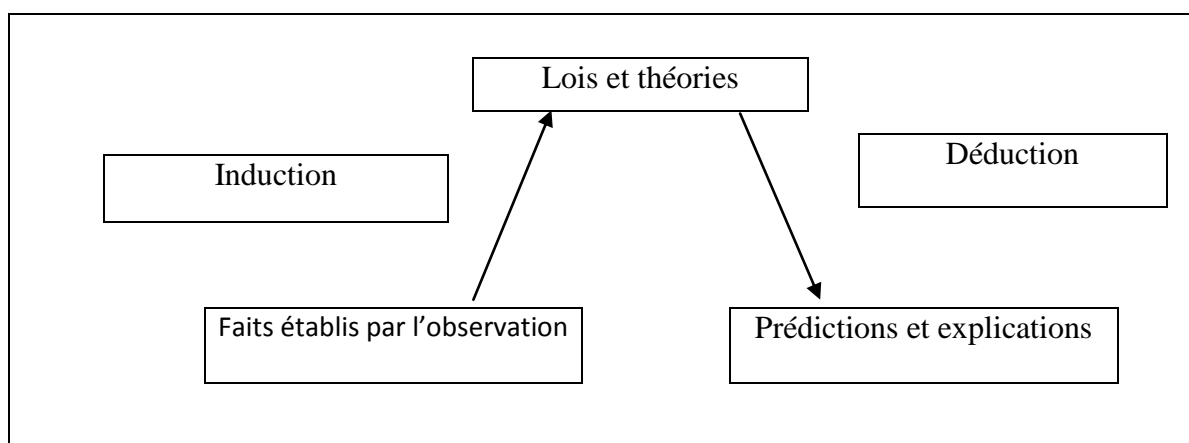 Lois et théories
Induction
Déduction
Faits établis par l’observation
Prédictions et explications